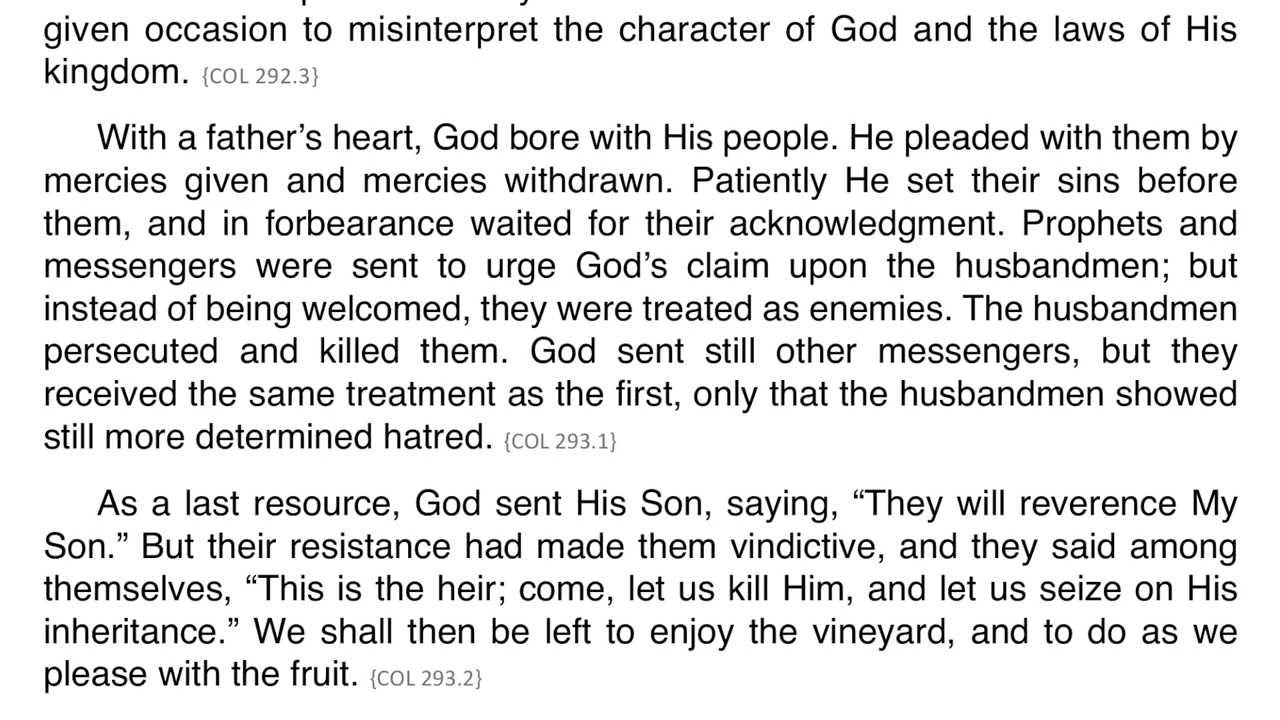 given occasion to misinterpret the character of God and the laws of His
kingdom. {COL 292.3}
With a father’s heart, God bore with His people. He pleaded with them by
mercies given and mercies withdrawn. Patiently He set their sins before
them, and in forbearance waited for their acknowledgment. Prophets and
messengers were sent to urge God’s claim upon the husbandmen; but
instead of being welcomed, they were treated as enemies. The husbandmen
persecuted and killed them. God sent still other messengers, but they
received the same treatment as the first, only that the husbandmen showed
still more determined hatred. {COL 293.1}
As a last resource, God sent His Son, saying, “They will reverence My
Son.” But their resistance had made them vindictive, and they said among
themselves, “This is the heir; come, let us kill Him, and let us seize on His
inheritance.” We shall then be left to enjoy the vineyard, and to do as we
please with the fruit. {COL 293.2}